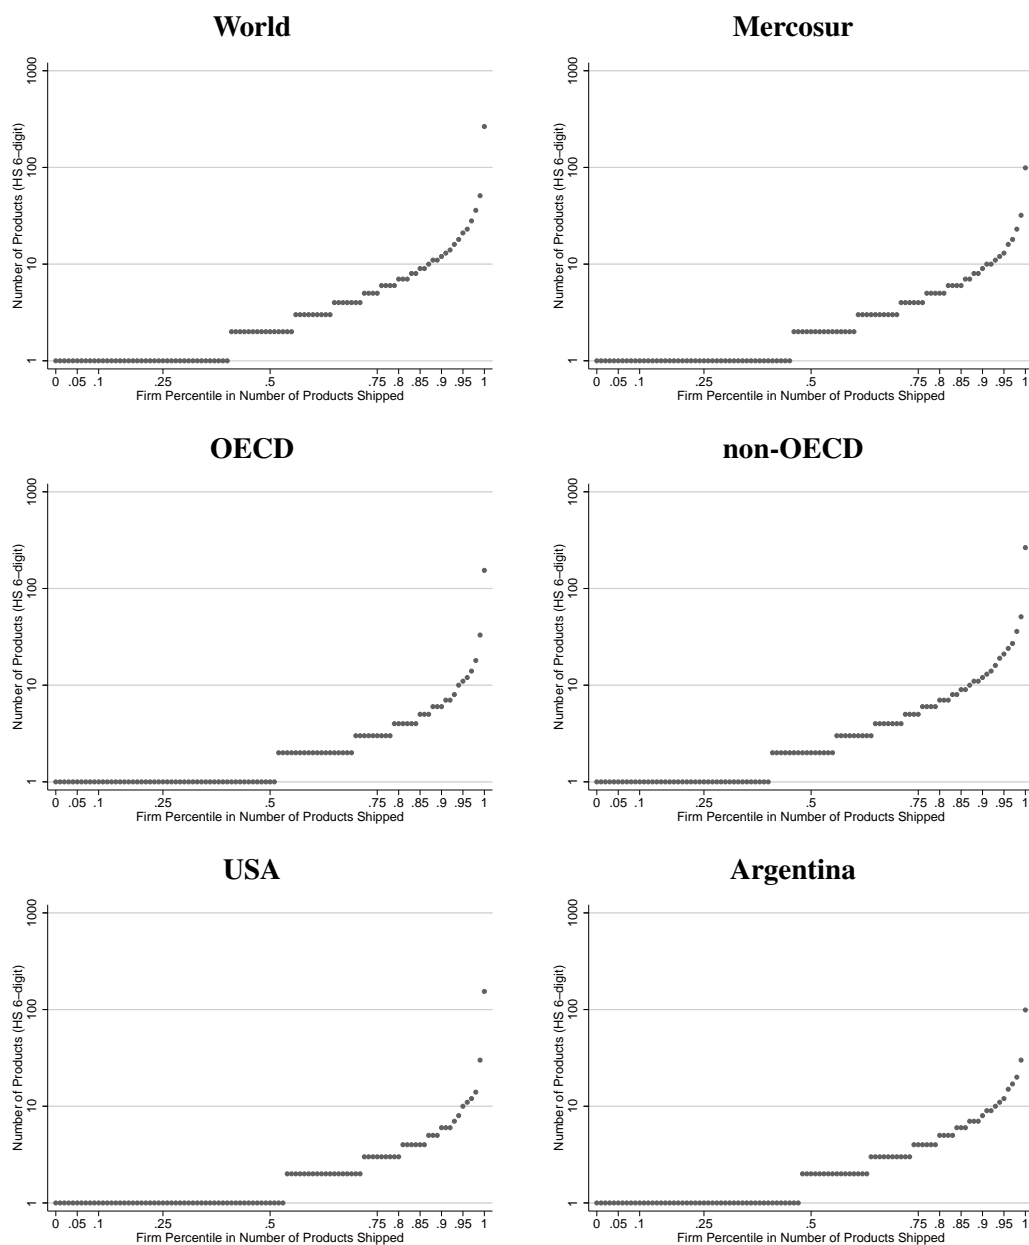 World
Number of Products (HS 6−digit)
1000
100
10
1
0 .05 .1 .25 .5 .75 .8 .85 .9 .95 1
Firm Percentile in Number of Products Shipped
Mercosur
Number of Products (HS 6−digit)
1000
100
10
1
0 .05 .1 .25 .5 .75 .8 .85 .9 .95 1
Firm Percentile in Number of Products Shipped
OECD
Number of Products (HS 6−digit)
1000
100
10
1
0 .05 .1 .25 .5 .75 .8 .85 .9 .95 1
Firm Percentile in Number of Products Shipped
non-OECD
Number of Products (HS 6−digit)
1000
100
10
1
0 .05 .1 .25 .5 .75 .8 .85 .9 .95 1
Firm Percentile in Number of Products Shipped
USA
Number of Products (HS 6−digit)
1000
100
10
1
0 .05 .1 .25 .5 .75 .8 .85 .9 .95 1
Firm Percentile in Number of Products Shipped
Argentina
Number of Products (HS 6−digit)
1000
100
10
1
0 .05 .1 .25 .5 .75 .8 .85 .9 .95 1
Firm Percentile in Number of Products Shipped